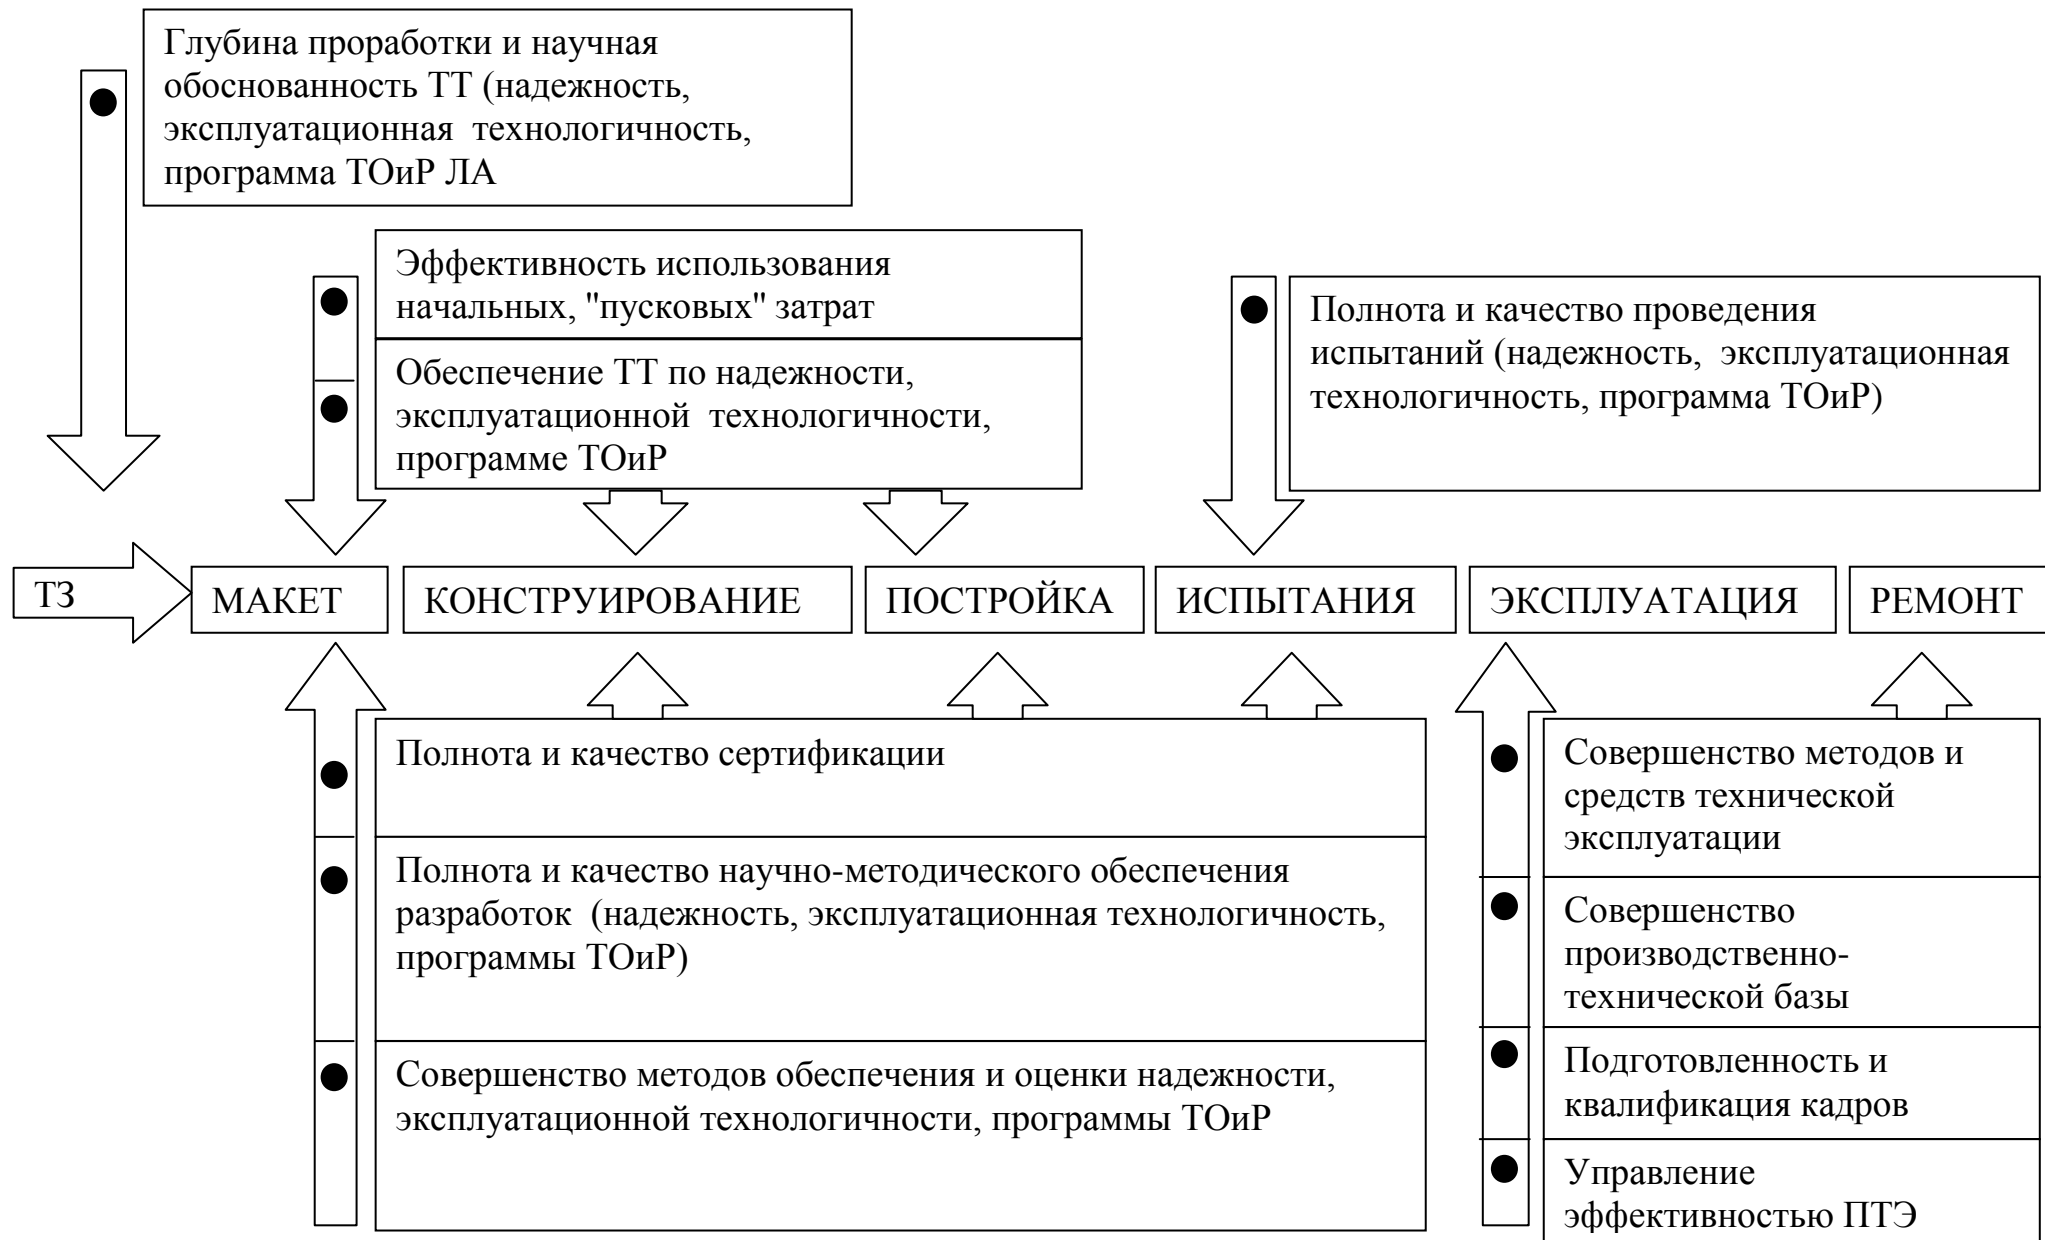 Глубина проработки и научная
обоснованность ТТ (надежность,
эксплуатационная технологичность,
программа ТОиР ЛА
Эффективность использования
начальных, "пусковых" затрат
Обеспечение ТТ по надежности,
эксплуатационной технологичности,
программе ТОиР
Полнота и качество проведения
испытаний (надежность, эксплуатационная
технологичность, программа ТОиР)
ТЗ
МАКЕТ
КОНСТРУИРОВАНИЕ
ПОСТРОЙКА
ИСПЫТАНИЯ
ЭКСПЛУАТАЦИЯ
РЕМОНТ
Полнота и качество сертификации
Полнота и качество научно-методического обеспечения
разработок (надежность, эксплуатационная технологичность,
программы ТОиР)
Совершенство методов обеспечения и оценки надежности,
эксплуатационной технологичности, программы ТОиР
Совершенство методов и
средств технической
эксплуатации
Совершенство
производственно-
технической базы
Подготовленность и
квалификация кадров
Управление
эффективностью ПТЭ